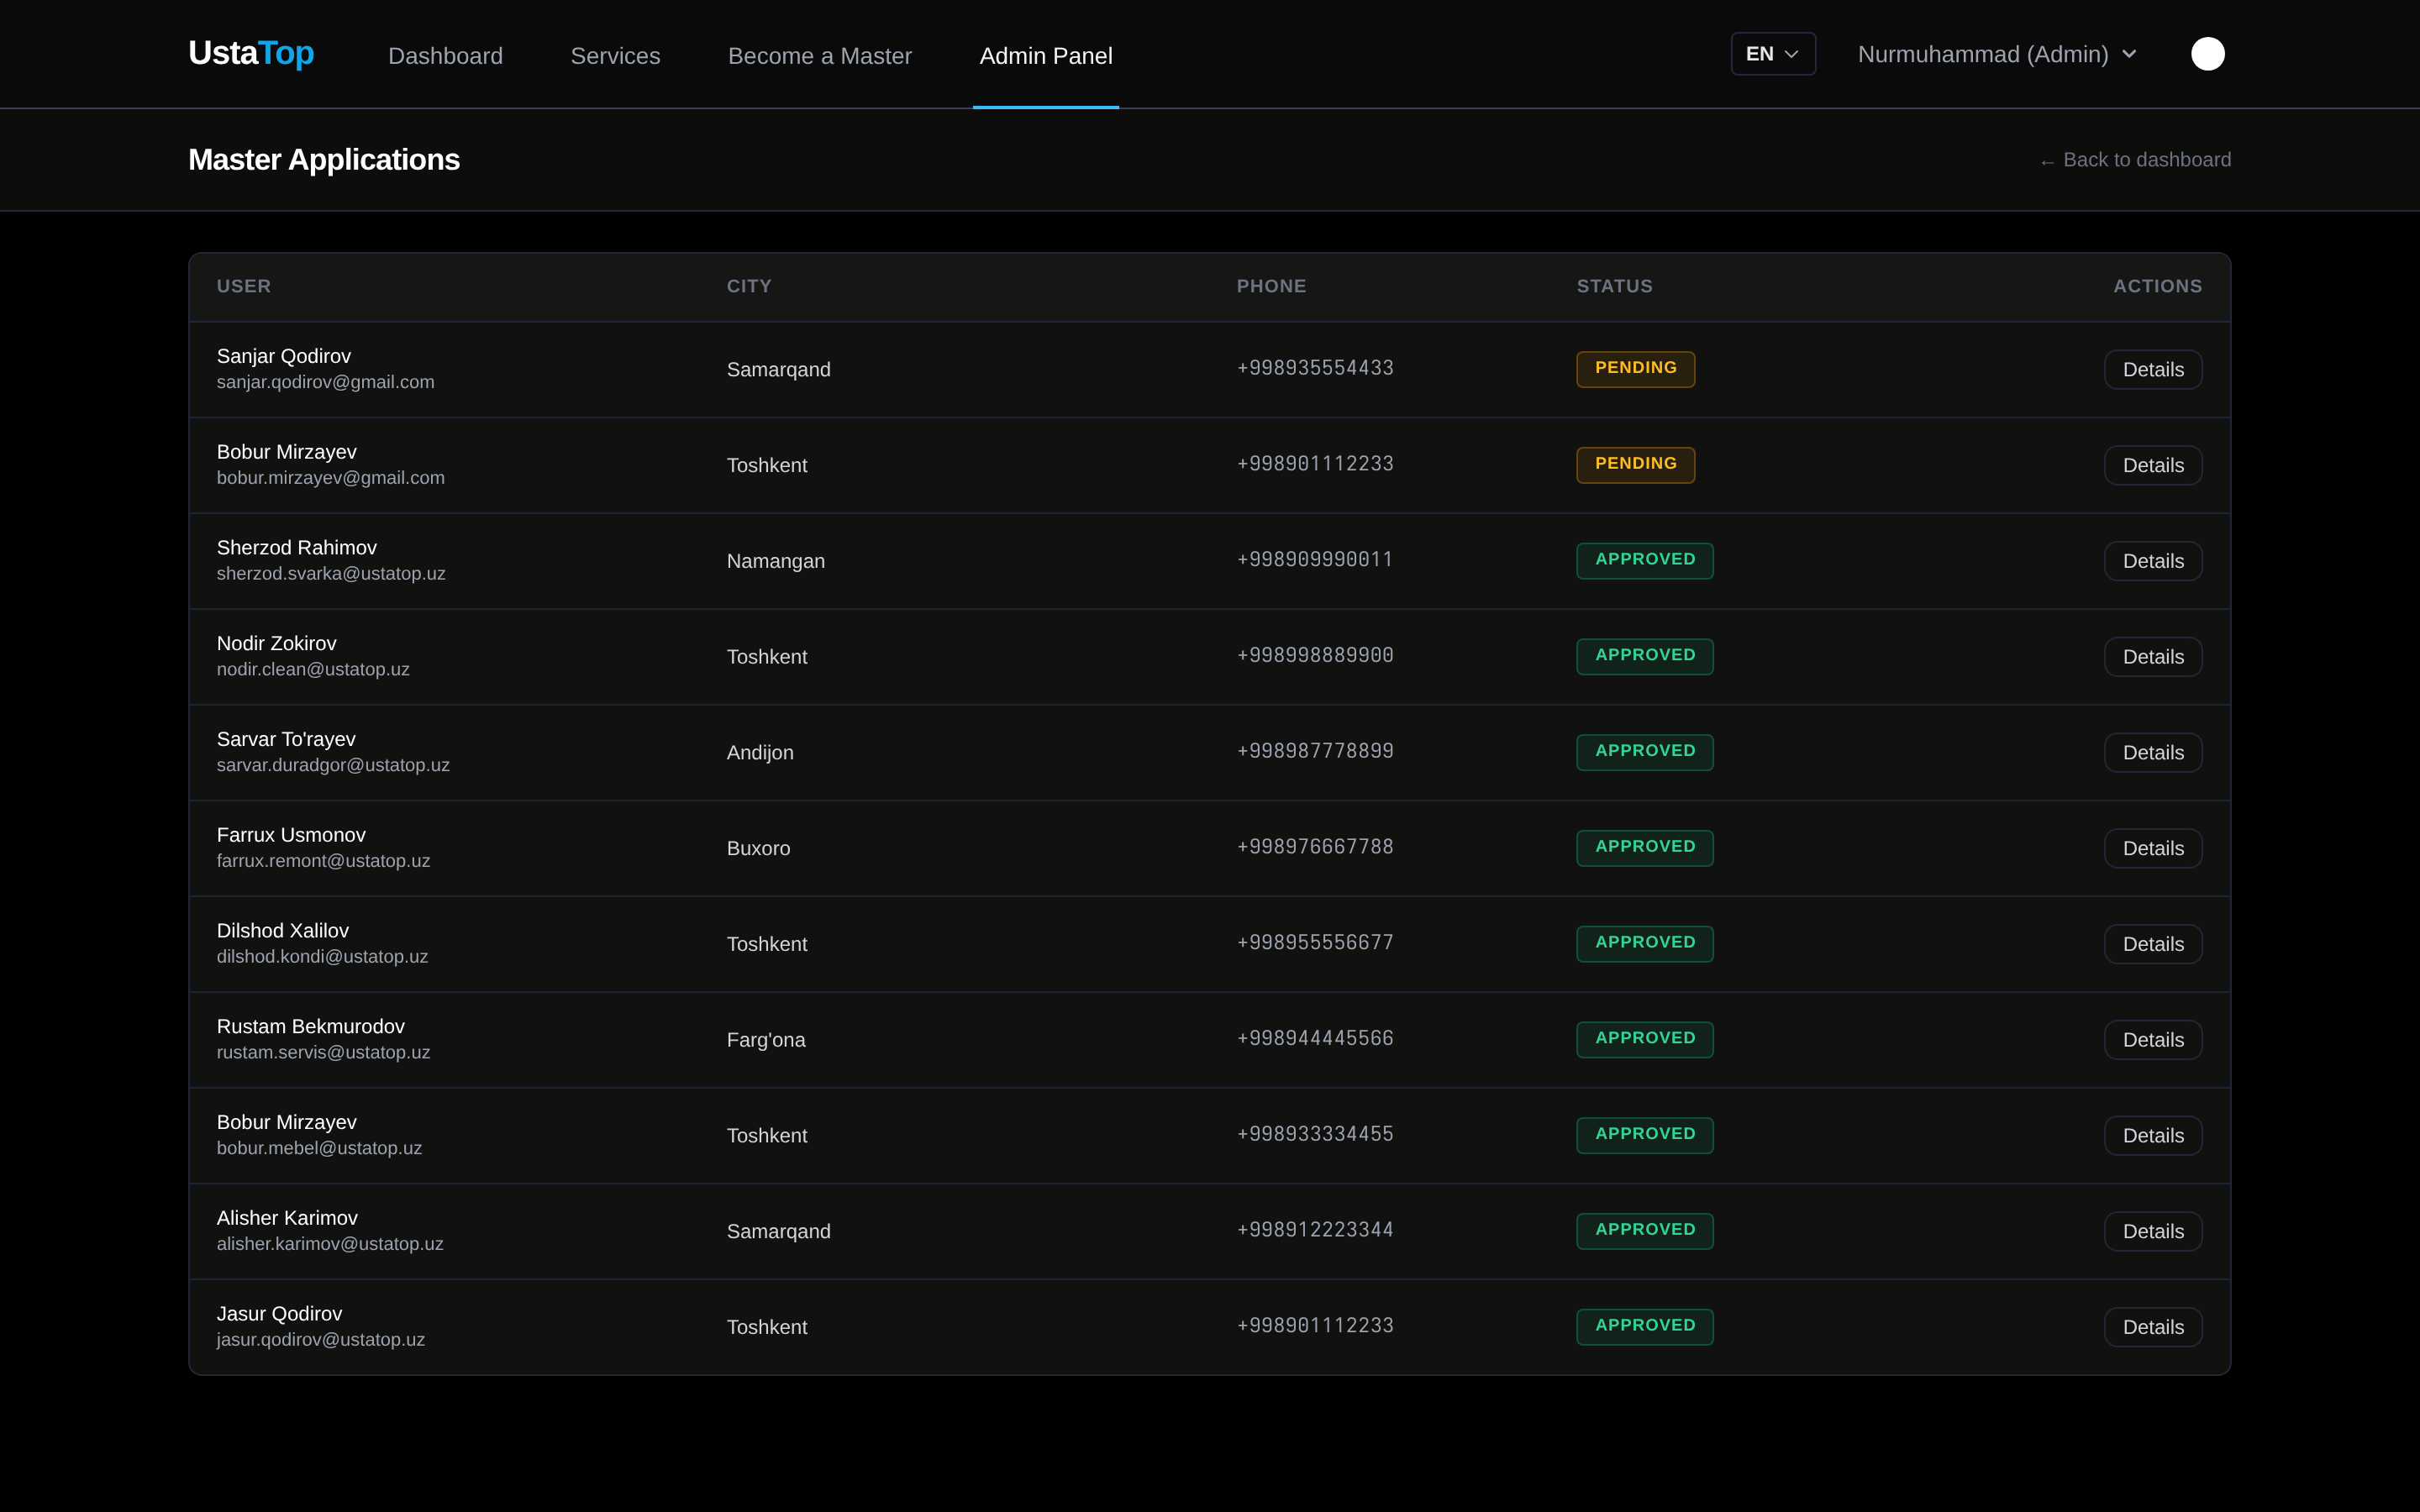 UstaTop Dashboard Services Become a Master Admin Panel EN Nurmuhammad (Admin)
Master Applications ← Back to dashboard
USER CITY PHONE STATUS ACTIONS
Sanjar Qodirov
sanjar.qodirov@gmail.com
Samarqand +998935554433 PENDING Details
Bobur Mirzayev
bobur.mirzayev@gmail.com
Toshkent +998901112233 PENDING Details
Sherzod Rahimov
sherzod.svarka@ustatop.uz
Namangan +998909990011 APPROVED Details
Nodir Zokirov
nodir.clean@ustatop.uz
Toshkent +998998889900 APPROVED Details
Sarvar To'rayev
sarvar.duradgor@ustatop.uz
Andijon +998987778899 APPROVED Details
Farrux Usmonov
farrux.remont@ustatop.uz
Buxoro +998976667788 APPROVED Details
Dilshod Xalilov
dilshod.kondi@ustatop.uz
Toshkent +998955556677 APPROVED Details
Rustam Bekmurodov
rustam.servis@ustatop.uz
Farg'ona +998944445566 APPROVED Details
Bobur Mirzayev
bobur.mebel@ustatop.uz
Toshkent +998933334455 APPROVED Details
Alisher Karimov
alisher.karimov@ustatop.uz
Samarqand +998912223344 APPROVED Details
Jasur Qodirov
jasur.qodirov@ustatop.uz
Toshkent +998901112233 APPROVED Details